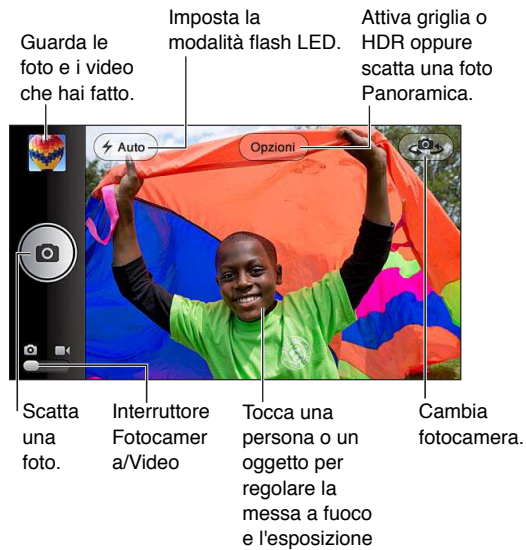 Guarda le
foto e i video
che hai fatto.
Imposta la
modalità flash LED.
Attiva griglia o
HDR oppure
scatta una foto
Panoramica.
Auto
Opzioni
Scatta
una
foto.
Interruttore
Fotocamer
a/Video
Tocca una
persona o un
oggetto per
regolare la
messa a fuoco
e l'esposizione
Cambia
fotocamera.